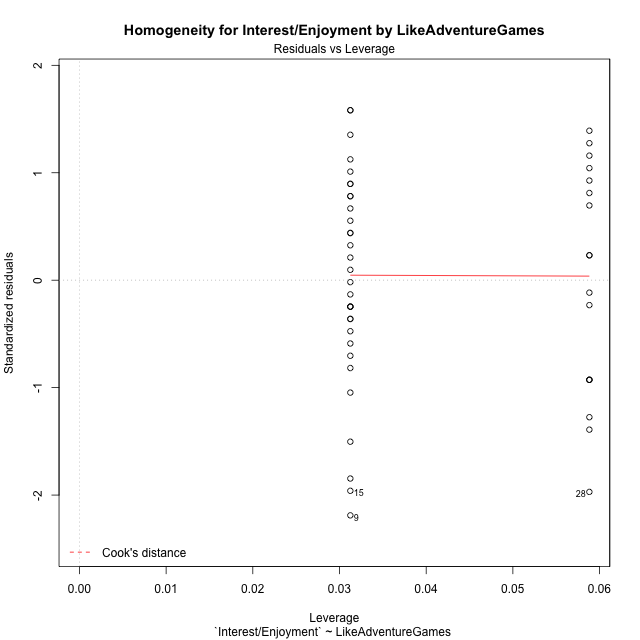 Homogeneity for Interest/Enjoyment by LikeAdventureGames
Residuals vs Leverage
Standardized residuals
2
1
0
-1
-2
15
9
28
Cook's distance
0.00 0.01 0.02 0.03 0.04 0.05 0.06
Leverage
`Interest/Enjoyment` ~ LikeAdventureGames